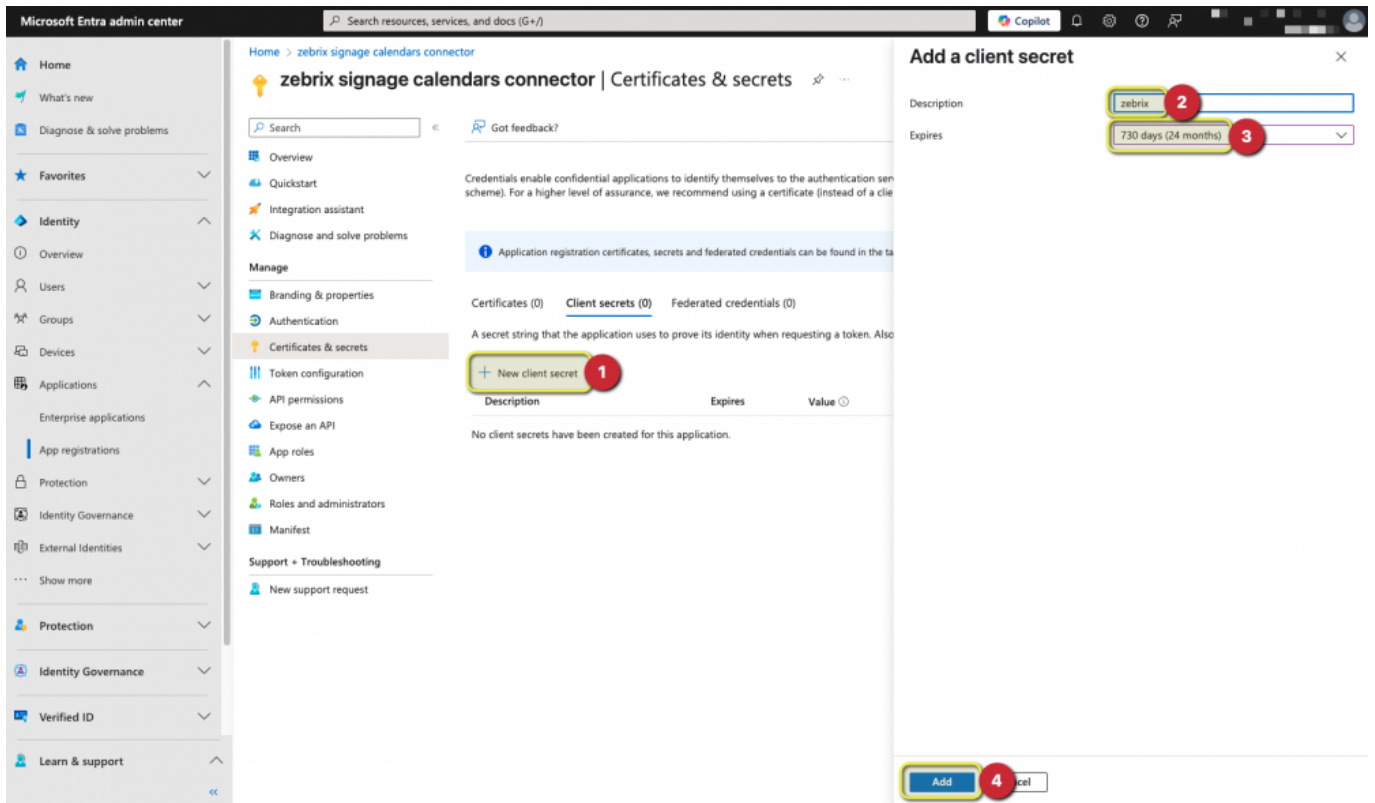 Microsoft Entra admin center
Search resources, services, and docs (G+/)
Copilot
Home
What's new
Diagnose & solve problems
Favorites
Identity
Overview
Users
Groups
Devices
Applications
Enterprise applications
App registrations
Protection
Identity Governance
External Identities
Show more
Protection
Identity Governance
Verified ID
Learn & support
Home > zebrix signage calendars connector
zebrix signage calendars connector | Certificates & secrets
Search
Overview
Quickstart
Integration assistant
Diagnose and solve problems
Manage
Branding & properties
Authentication
Certificates & secrets
Token configuration
API permissions
Expose an API
App roles
Owners
Roles and administrators
Manifest
Support + Troubleshooting
New support request
Got feedback?
Credentials enable confidential applications to identify themselves to the authentication ser
scheme). For a higher level of assurance, we recommend using a certificate (instead of a clie
Application registration certificates, secrets and federated credentials can be found in the ta
Certificates (0) Client secrets (0) Federated credentials (0)
A secret string that the application uses to prove its identity when requesting a token. Also
+ New client secret 1
Description Expires Value
No client secrets have been created for this application.
Add a client secret
Description zebrix 2
Expires 730 days (24 months) 3
Add 4 cel